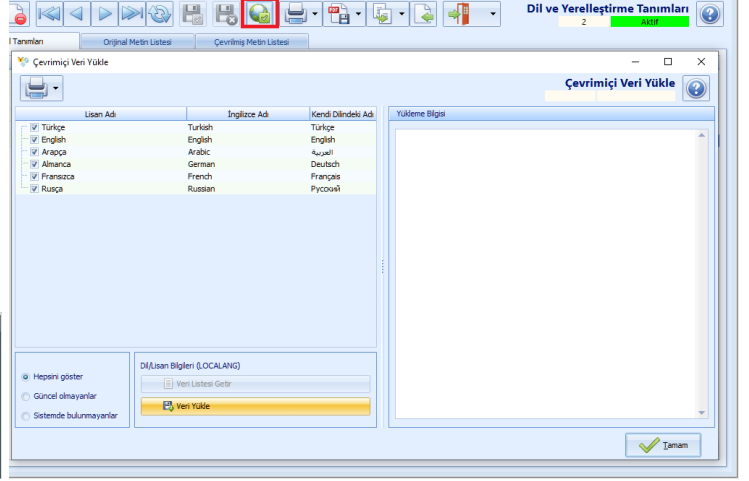 Dil ve Yerelleştirme Tanımları
2 Aktif
l Tanımları Orijinal Metin Listesi Çevrilmiş Metin Listesi
Çevrimiçi Veri Yükle
Çevrimiçi Veri Yükle
Lisan Adı İngilizce Adı Kendi Dilindeki Adı Yükleme Bilgisi
Türkçe Turkish Türkçe
English English English
Arapça Arabic العربية
Almanca German Deutsch
Fransızca French Français
Rusça Russian Русский
Dil/Lisan Bilgileri (LOCALANG)
Hepsini göster
Veri Listesi Getir
Güncel olmayanlar
Veri Yükle
Sistemde bulunmayanlar
Tamam